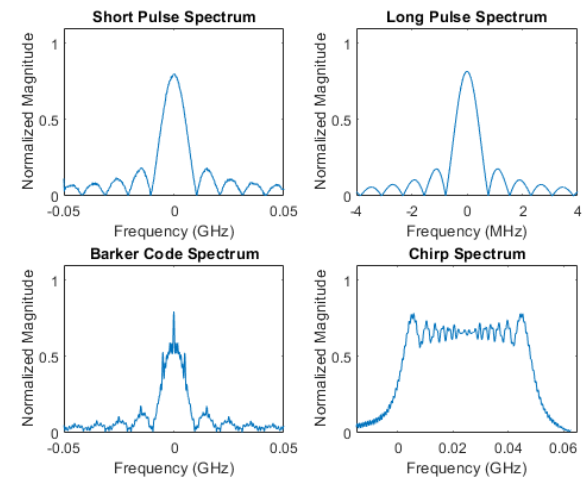 Short Pulse Spectrum
Normalized Magnitude
1
0.5
0
-0.05 0 0.05
Frequency (GHz)
Long Pulse Spectrum
Normalized Magnitude
1
0.5
0
-4 -2 0 2 4
Frequency (MHz)
Barker Code Spectrum
Normalized Magnitude
1
0.5
0
-0.05 0 0.05
Frequency (GHz)
Chirp Spectrum
Normalized Magnitude
1
0.5
0
0 0.02 0.04 0.06
Frequency (GHz)